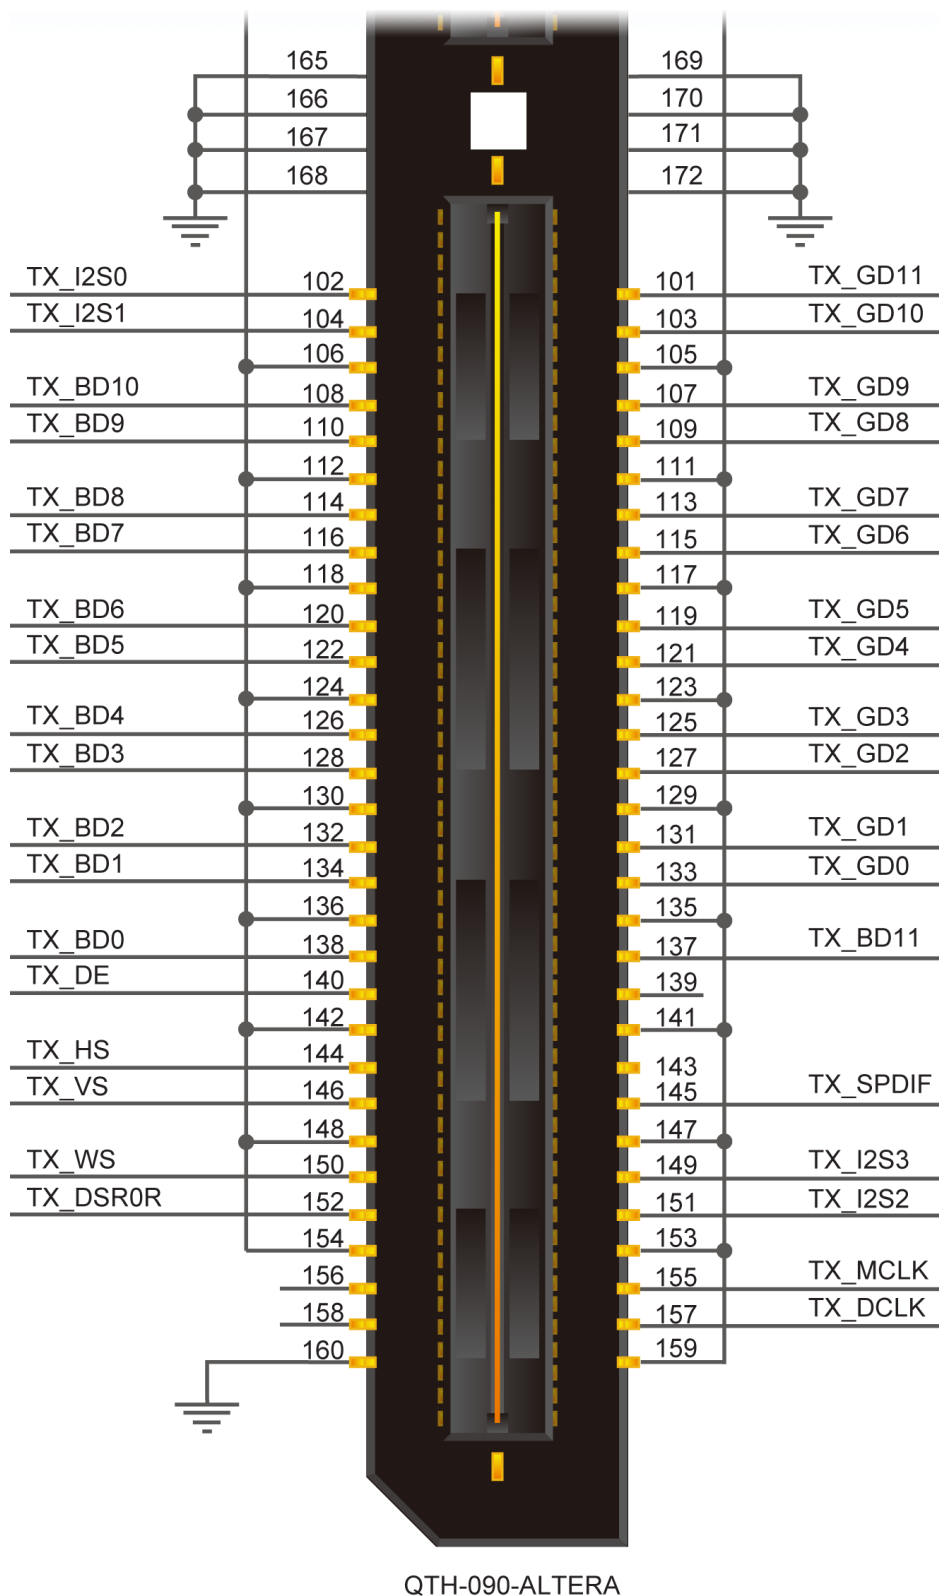 165 169
166 170
167 171
168 172
TX_I2S0 102 101 TX_GD11
TX_I2S1 104 103 TX_GD10
106 105
TX_BD10 108 107 TX_GD9
TX_BD9 110 109 TX_GD8
112 111
TX_BD8 114 113 TX_GD7
TX_BD7 116 115 TX_GD6
118 117
TX_BD6 120 119 TX_GD5
TX_BD5 122 121 TX_GD4
124 123
TX_BD4 126 125 TX_GD3
TX_BD3 128 127 TX_GD2
130 129
TX_BD2 132 131 TX_GD1
TX_BD1 134 133 TX_GD0
136 135
TX_BD0 138 137 TX_BD11
TX_DE 140 139
142 141
TX_HS 144 143
TX_VS 146 145 TX_SPDIF
148 147
TX_WS 150 149 TX_I2S3
TX_DSR0R 152 151 TX_I2S2
154 153
156 155 TX_MCLK
158 157 TX_DCLK
160 159
QTH-090-ALTERA